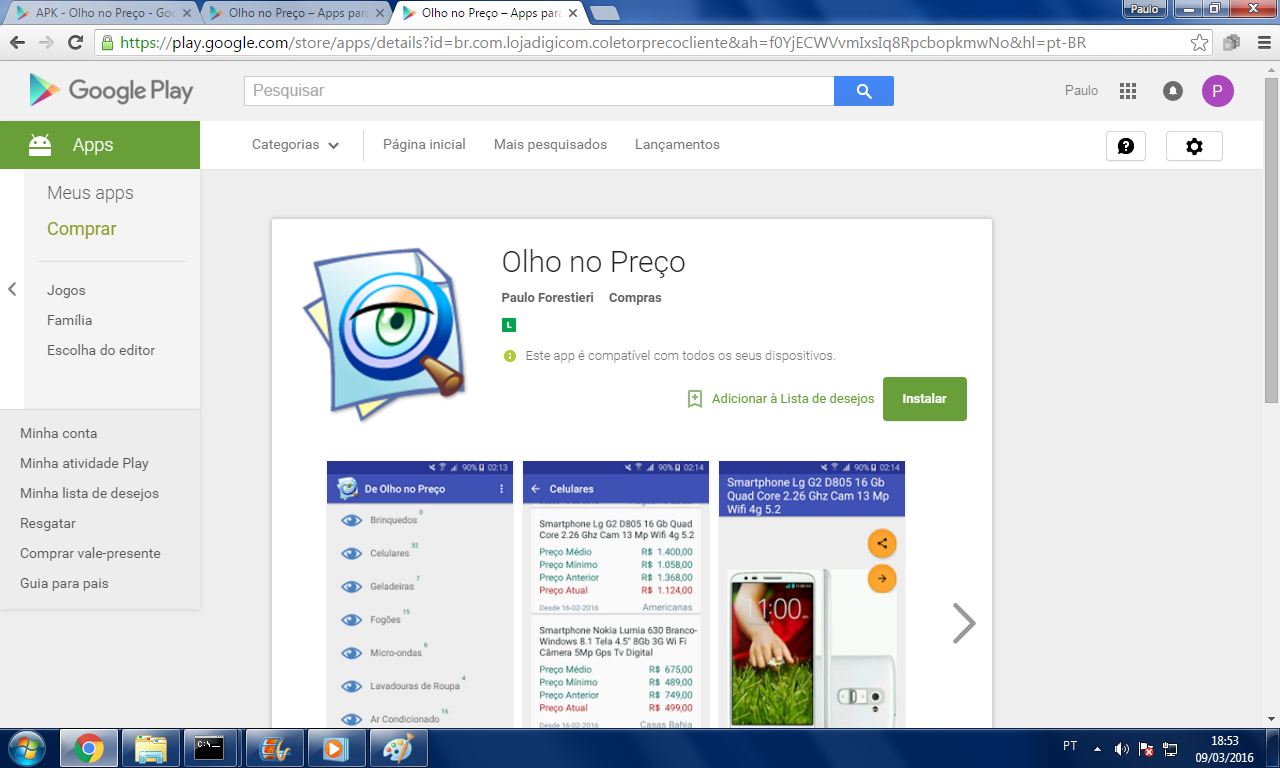 APK - Olho no Preço - Goo
Olho no Preço – Apps para
Olho no Preço – Apps para
Paulo
https://play.google.com/store/apps/details?id=br.com.lojadigicom.coletorprecocliente&ah=f0YjECWVvmIxsIq8RpcbopkmwNo&hl=pt-BR
Google Play
Pesquisar
Paulo
P
Apps
Categorias
Página inicial
Mais pesquisados
Lançamentos
Meus apps
Comprar
Jogos
Família
Escolha do editor
Minha conta
Minha atividade Play
Minha lista de desejos
Resgatar
Comprar vale-presente
Guia para pais
Olho no Preço
Paulo Forestieri Compras
L
Este app é compatível com todos os seus dispositivos.
Adicionar à Lista de desejos
Instalar
90% 02:13
De Olho no Preço
Brinquedos 0
Celulares 32
Geladeiras 7
Fogões 15
Micro-ondas 6
Lavadouras de Roupa 4
Ar Condicionado 16
90% 02:14
Celulares
Smartphone Lg G2 D805 16 Gb Quad
Core 2.26 Ghz Cam 13 Mp Wifi 4g 5.2
Preço Médio R$ 1.400,00
Preço Mínimo R$ 1.058,00
Preço Anterior R$ 1.368,00
Preço Atual R$ 1.124,00
Desde 16-02-2016 Americanas
Smartphone Nokia Lumia 630 Branco-
Windows 8.1 Tela 4.5" 8Gb 3G Wi Fi
Câmera 5Mp Gps Tv Digital
Preço Médio R$ 675,00
Preço Mínimo R$ 489,00
Preço Anterior R$ 749,00
Preço Atual R$ 499,00
Desde 16-02-2016 Casas Bahia
90% 02:14
Smartphone Lg G2 D805 16 Gb
Quad Core 2.26 Ghz Cam 13 Mp
Wifi 4g 5.2
11:00
PT
18:53
09/03/2016